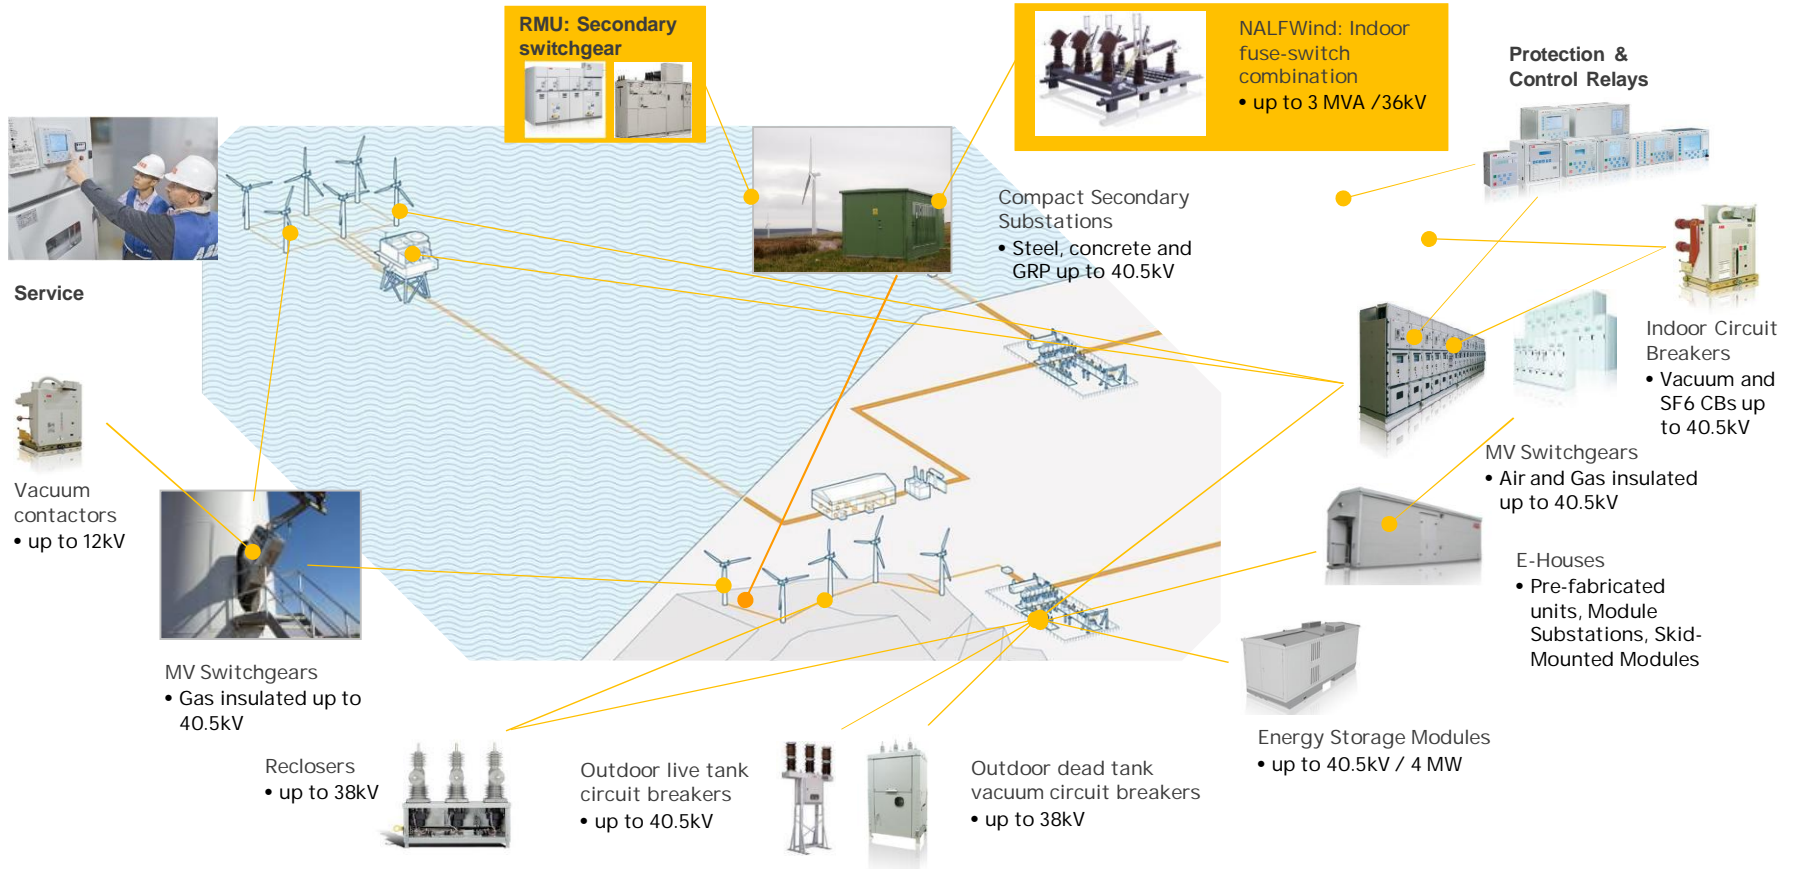 RMU: Secondary
switchgear
NALFWind: Indoor
fuse-switch
combination
• up to 3 MVA /36kV
Protection &
Control Relays
Service
Compact Secondary
Substations
• Steel, concrete and
GRP up to 40.5kV
Indoor Circuit
Breakers
• Vacuum and
SF6 CBs up
to 40.5kV
Vacuum
contactors
• up to 12kV
MV Switchgears
• Air and Gas insulated
up to 40.5kV
E-Houses
• Pre-fabricated
units, Module
Substations, Skid-
Mounted Modules
MV Switchgears
• Gas insulated up to
40.5kV
Energy Storage Modules
• up to 40.5kV / 4 MW
Reclosers
• up to 38kV
Outdoor live tank
circuit breakers
• up to 40.5kV
Outdoor dead tank
vacuum circuit breakers
• up to 38kV